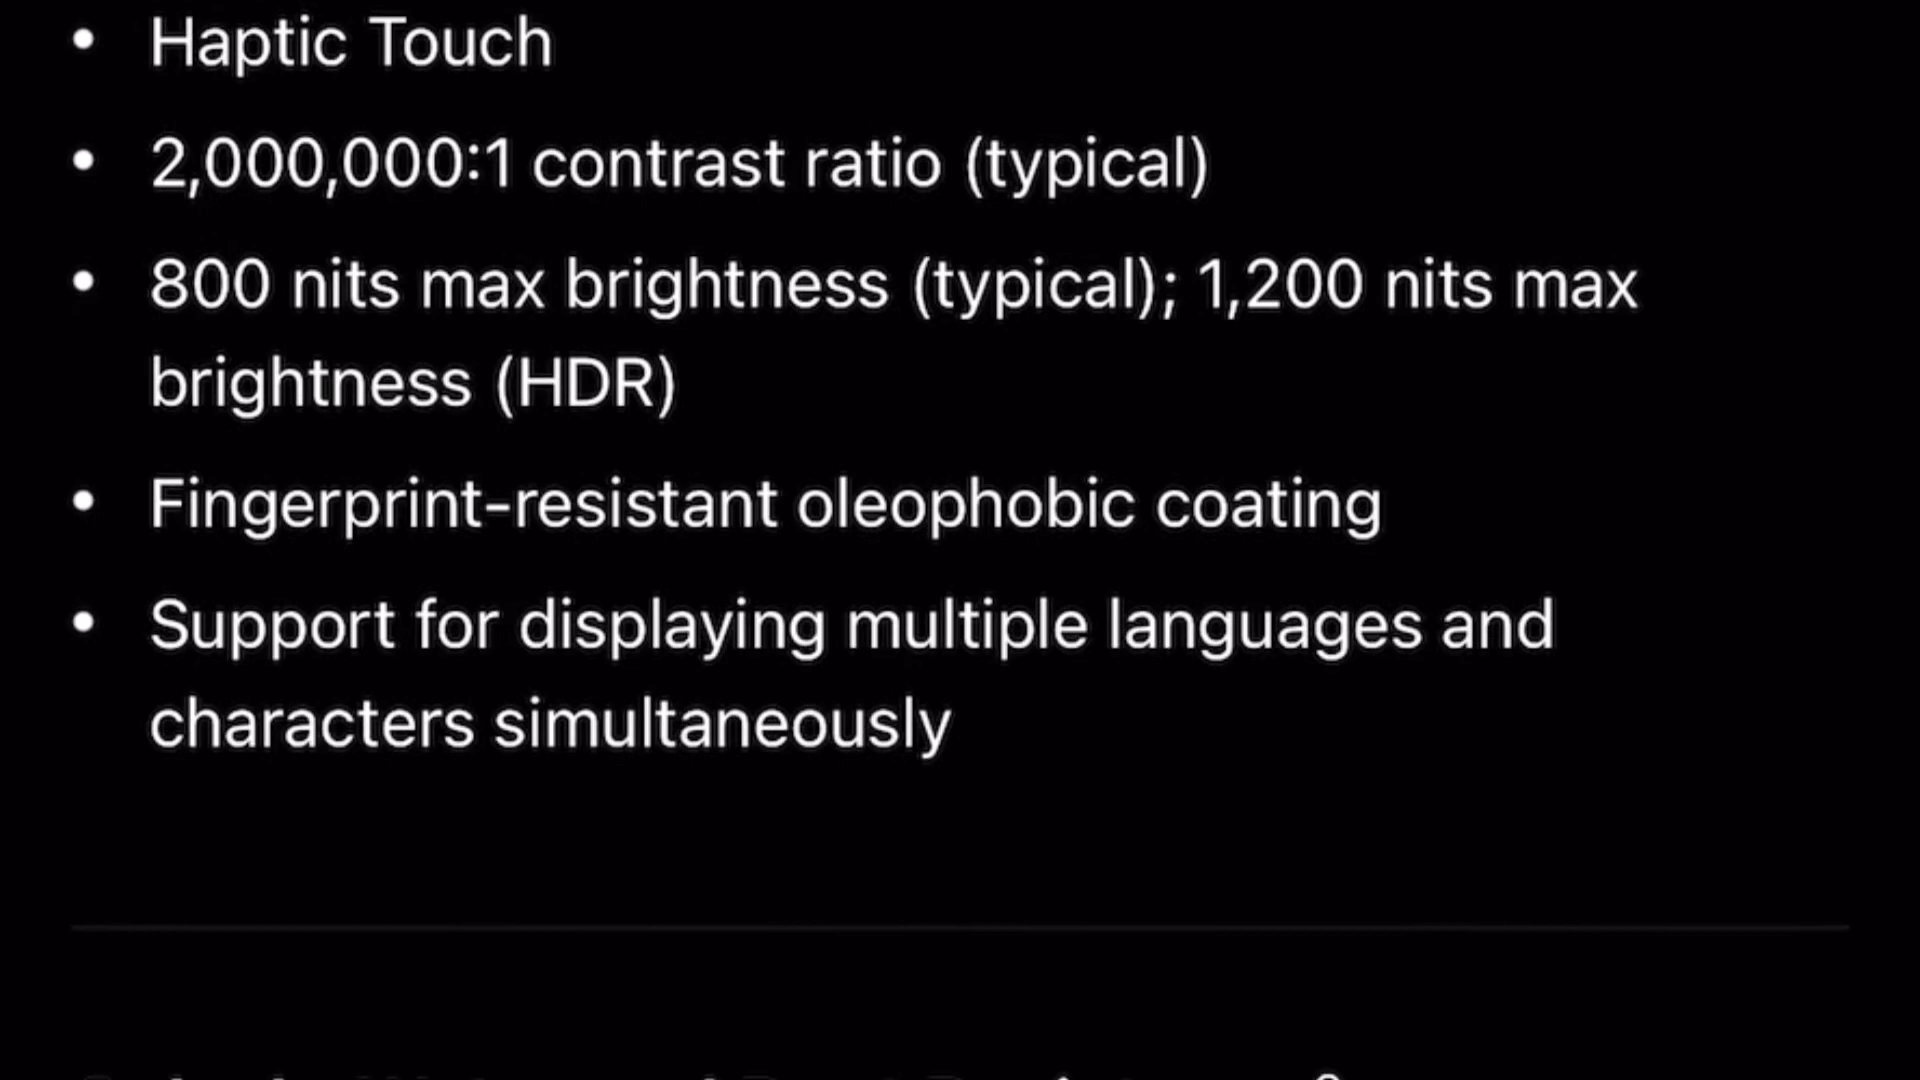 • Haptic Touch
• 2,000,000:1 contrast ratio (typical)
• 800 nits max brightness (typical); 1,200 nits max
brightness (HDR)
• Fingerprint-resistant oleophobic coating
• Support for displaying multiple languages and
characters simultaneously